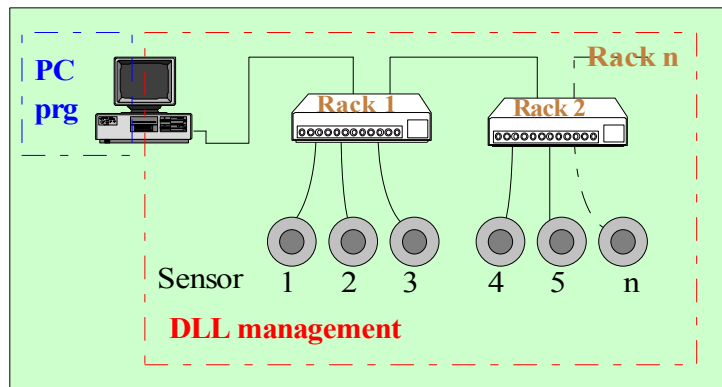 PC
prg
Rack 1
Rack 2
Rack n
Sensor
1 2 3 4 5 n
DLL management